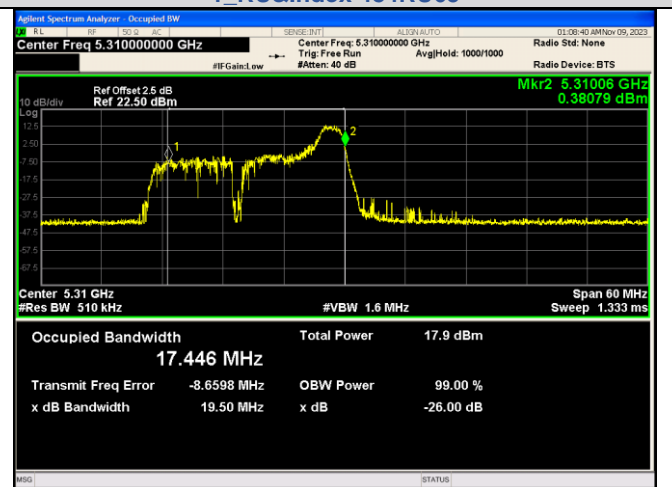 Agilent Spectrum Analyzer - Occupied BW
RL RF 50 Ω AC SENSE:INT ALIGN AUTO 01:08:40 AM Nov 09, 2023
Center Freq 5.310000000 GHz Center Freq: 5.310000000 GHz Radio Std: None
Trig: Free Run Avg|Hold: 1000/1000
#IFGain:Low #Atten: 40 dB Radio Device: BTS
Ref Offset 2.5 dB Mkr2 5.31006 GHz
10 dB/div Ref 22.50 dBm 0.38079 dBm
Log
12.5
2.50
-7.50
-17.5
-27.5
-37.5
-47.5
-57.5
-67.5
1
2
Center 5.31 GHz Span 60 MHz
#Res BW 510 kHz #VBW 1.6 MHz Sweep 1.333 ms
Occupied Bandwidth Total Power 17.9 dBm
17.446 MHz
Transmit Freq Error -8.6598 MHz OBW Power 99.00 %
x dB Bandwidth 19.50 MHz x dB -26.00 dB
MSG STATUS